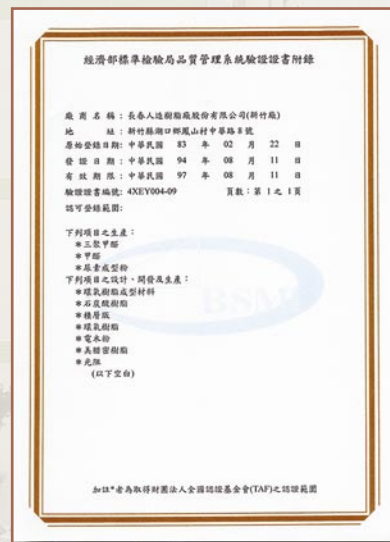 經濟部標準檢驗局品質管理系統驗證證書附錄
廠商名稱：長春人造樹脂廠股份有限公司(新竹廠)
地　　址：新竹縣湖口鄉鳳山村中華路8號
原始登錄日期：中華民國 83 年 02 月 22 日
發證日期：中華民國 94 年 08 月 11 日
有效期限：中華民國 97 年 08 月 11 日
驗證證書編號：4XEY004-09　頁數：第1之1頁
認可登錄範圍：
下列項目之生產：
*三聚甲醛
*甲醛
*尿素成型粉
下列項目之設計、開發及生產：
*環氧樹脂成型材料
*石炭酸樹脂
*積層版
*環氧樹脂
*電木粉
*美耐密樹脂
*光阻
(以下空白)
BSMI
加註*者為取得財團法人全國認證基金會(TAF)之認證範圍